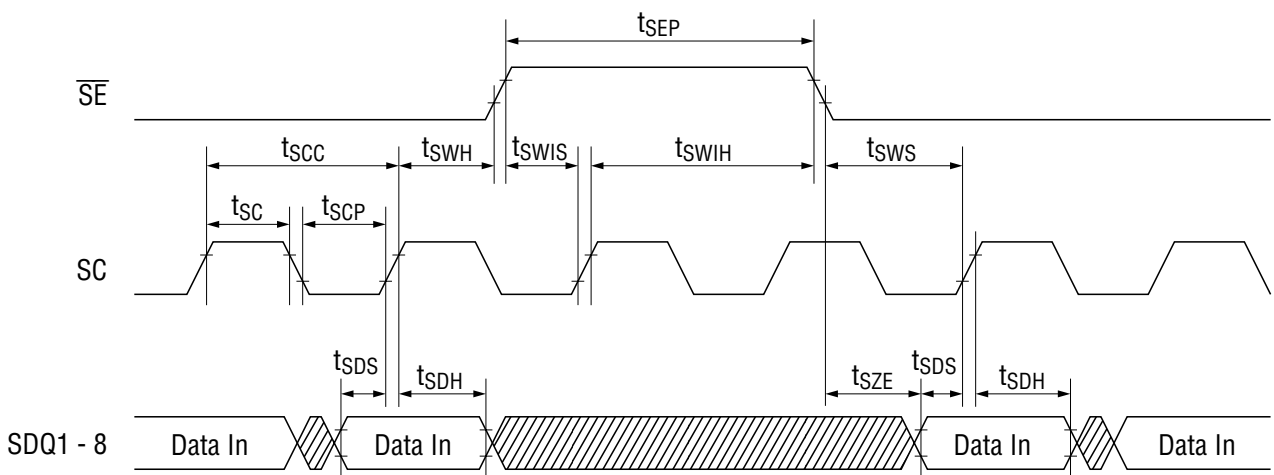 tSEP
SE
tSCC tSWH tSWIS tSWIH tSWS
tSC tSCP
SC
tSDS tSDH tSZE tSDS tSDH
SDQ1 - 8 Data In Data In Data In Data In